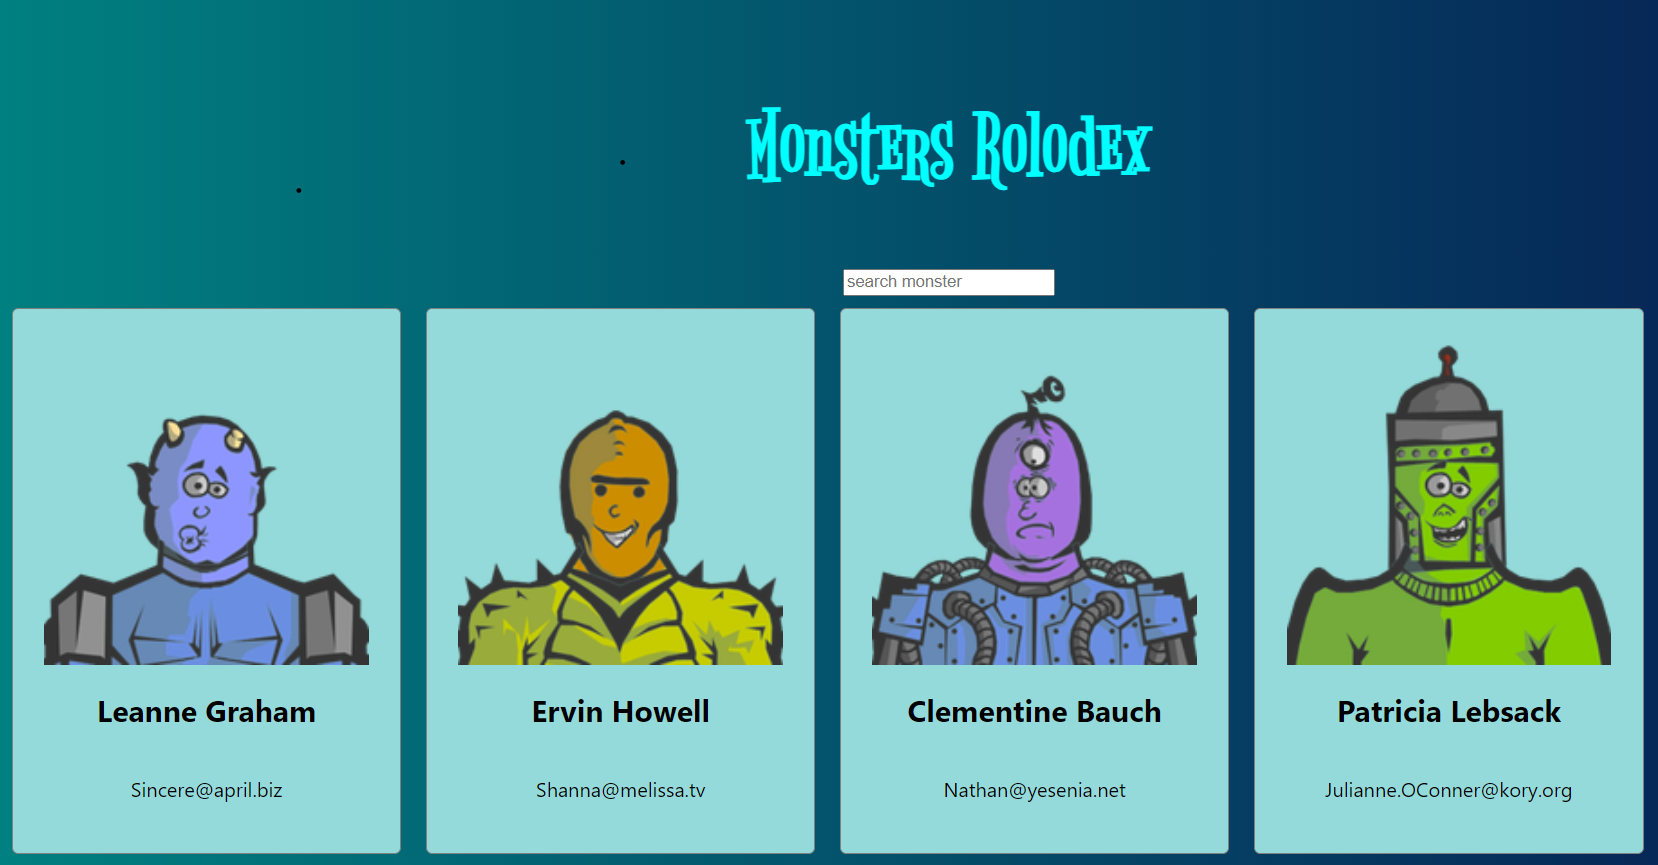 Monsters Rolodex
search monster
Leanne Graham
Sincere@april.biz
Ervin Howell
Shanna@melissa.tv
Clementine Bauch
Nathan@yesenia.net
Patricia Lebsack
Julianne.OConner@kory.org